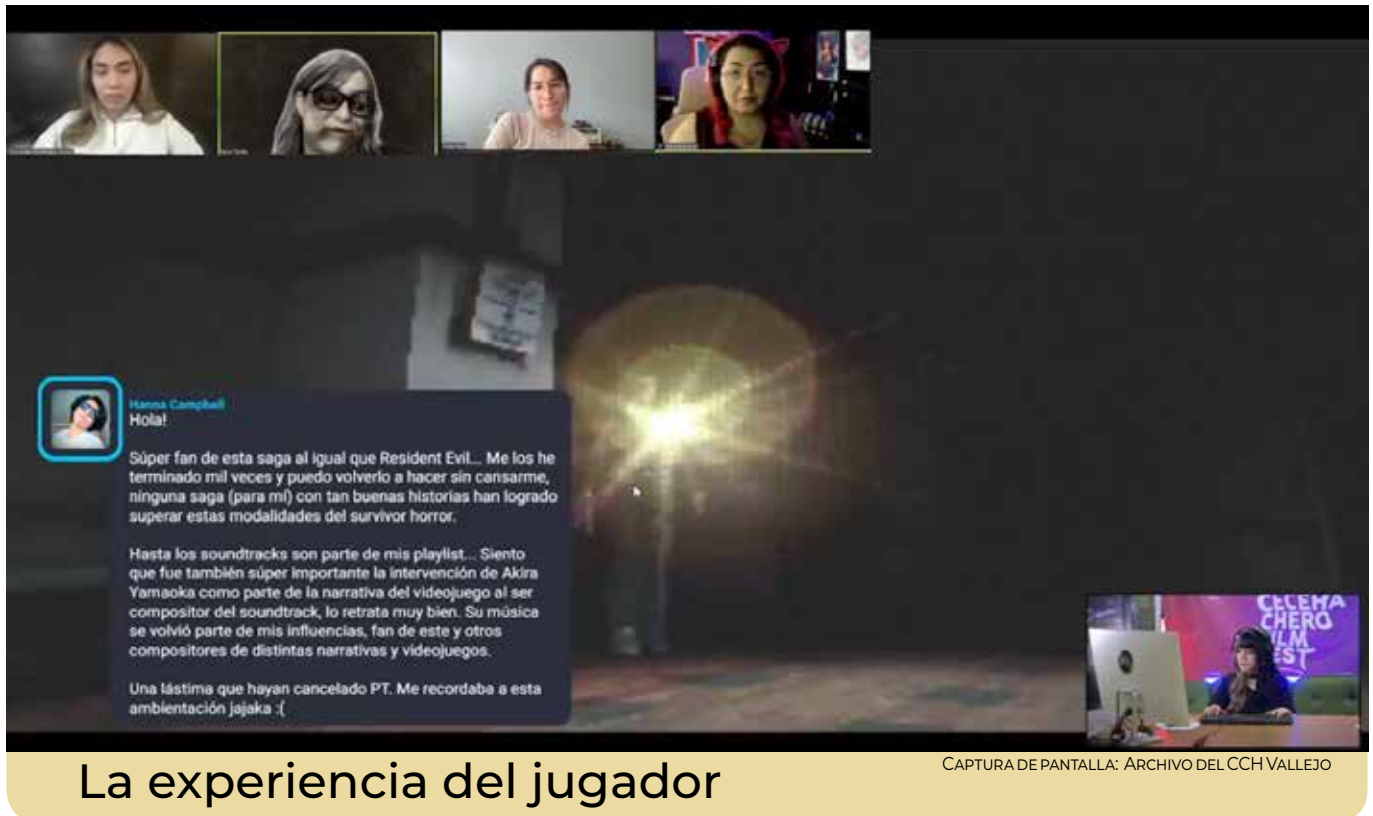 CECEHA
CHERO
FILM
FEST
Hanna Campbell
Hola!
Súper fan de esta saga al igual que Resident Evil... Me los he
terminado mil veces y puedo volverlo a hacer sin cansarme,
ninguna saga (para mí) con tan buenas historias han logrado
superar estas modalidades del survivor horror.
Hasta los soundtracks son parte de mis playlist... Siento
que fue también súper importante la intervención de Akira
Yamaoka como parte de la narrativa del videojuego al ser
compositor del soundtrack, lo retrata muy bien. Su música
se volvió parte de mis influencias, fan de este y otros
compositores de distintas narrativas y videojuegos.
Una lástima que hayan cancelado PT. Me recordaba a esta
ambientación jajaka :(
La experiencia del jugador
CAPTURA DE PANTALLA: ARCHIVO DEL CCH VALLEJO